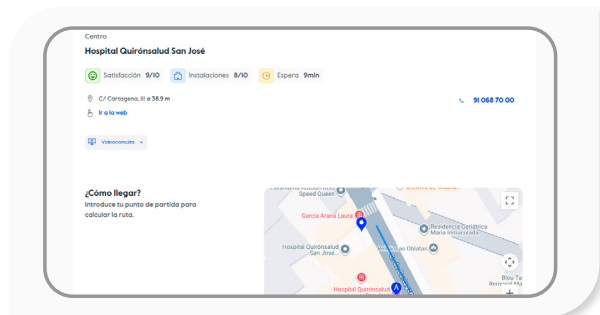 Centro
Hospital Quirónsalud San José
Satisfacción 9/10 Instalaciones 8/10 Espera 9min
C/ Cartagena, 111 a 38.9 m
91 068 70 00
Ir a la web
Videoconsulta
¿Cómo llegar?
Introduce tu punto de partida para
calcular la ruta.
Speed Queen
García Arana Laura
Residencia Geriátrica
María Inmaculada
Hospital Quirónsalud
San José...
Oblatas
Hospital Quirónsalud
A